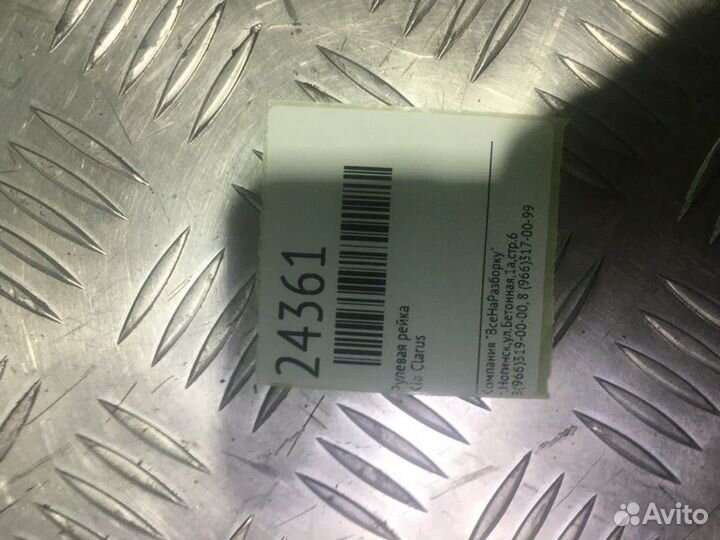 24361
Рулевая рейка
Kia Clarus
Компания "ВсеНаРазборку"
г.Ногинск,ул.Бетонная,1а,стр.6
8(966)319-00-00, 8 (966)317-00-99
Avito